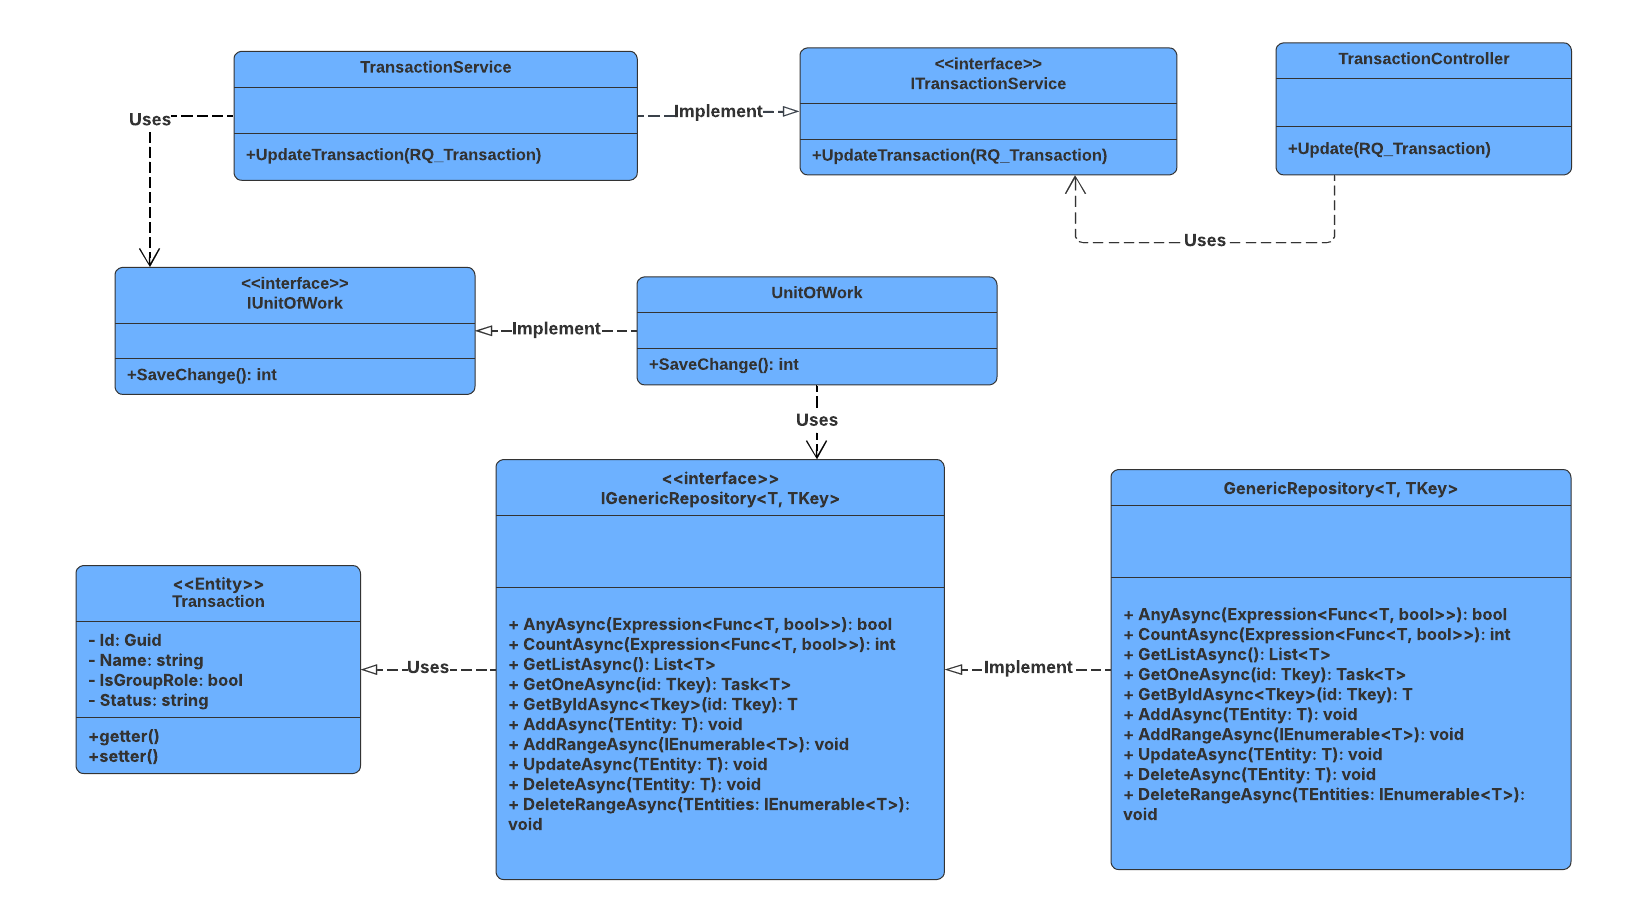 TransactionService
+UpdateTransaction(RQ_Transaction)
Implement
<<interface>>
ITransactionService
+UpdateTransaction(RQ_Transaction)
TransactionController
+Update(RQ_Transaction)
Uses
Uses
<<interface>>
IUnitOfWork
+SaveChange(): int
Implement
UnitOfWork
+SaveChange(): int
Uses
<<Entity>>
Transaction
- Id: Guid
- Name: string
- IsGroupRole: bool
- Status: string
+getter()
+setter()
Uses
<<interface>>
IGenericRepository<T, TKey>
+ AnyAsync(Expression<Func<T, bool>>): bool
+ CountAsync(Expression<Func<T, bool>>): int
+ GetListAsync(): List<T>
+ GetOneAsync(id: Tkey): Task<T>
+ GetByIdAsync<Tkey>(id: Tkey): T
+ AddAsync(TEntity: T): void
+ AddRangeAsync(IEnumerable<T>): void
+ UpdateAsync(TEntity: T): void
+ DeleteAsync(TEntity: T): void
+ DeleteRangeAsync(TEntities: IEnumerable<T>):
void
Implement
GenericRepository<T, TKey>
+ AnyAsync(Expression<Func<T, bool>>): bool
+ CountAsync(Expression<Func<T, bool>>): int
+ GetListAsync(): List<T>
+ GetOneAsync(id: Tkey): Task<T>
+ GetByIdAsync<Tkey>(id: Tkey): T
+ AddAsync(TEntity: T): void
+ AddRangeAsync(IEnumerable<T>): void
+ UpdateAsync(TEntity: T): void
+ DeleteAsync(TEntity: T): void
+ DeleteRangeAsync(TEntities: IEnumerable<T>):
void